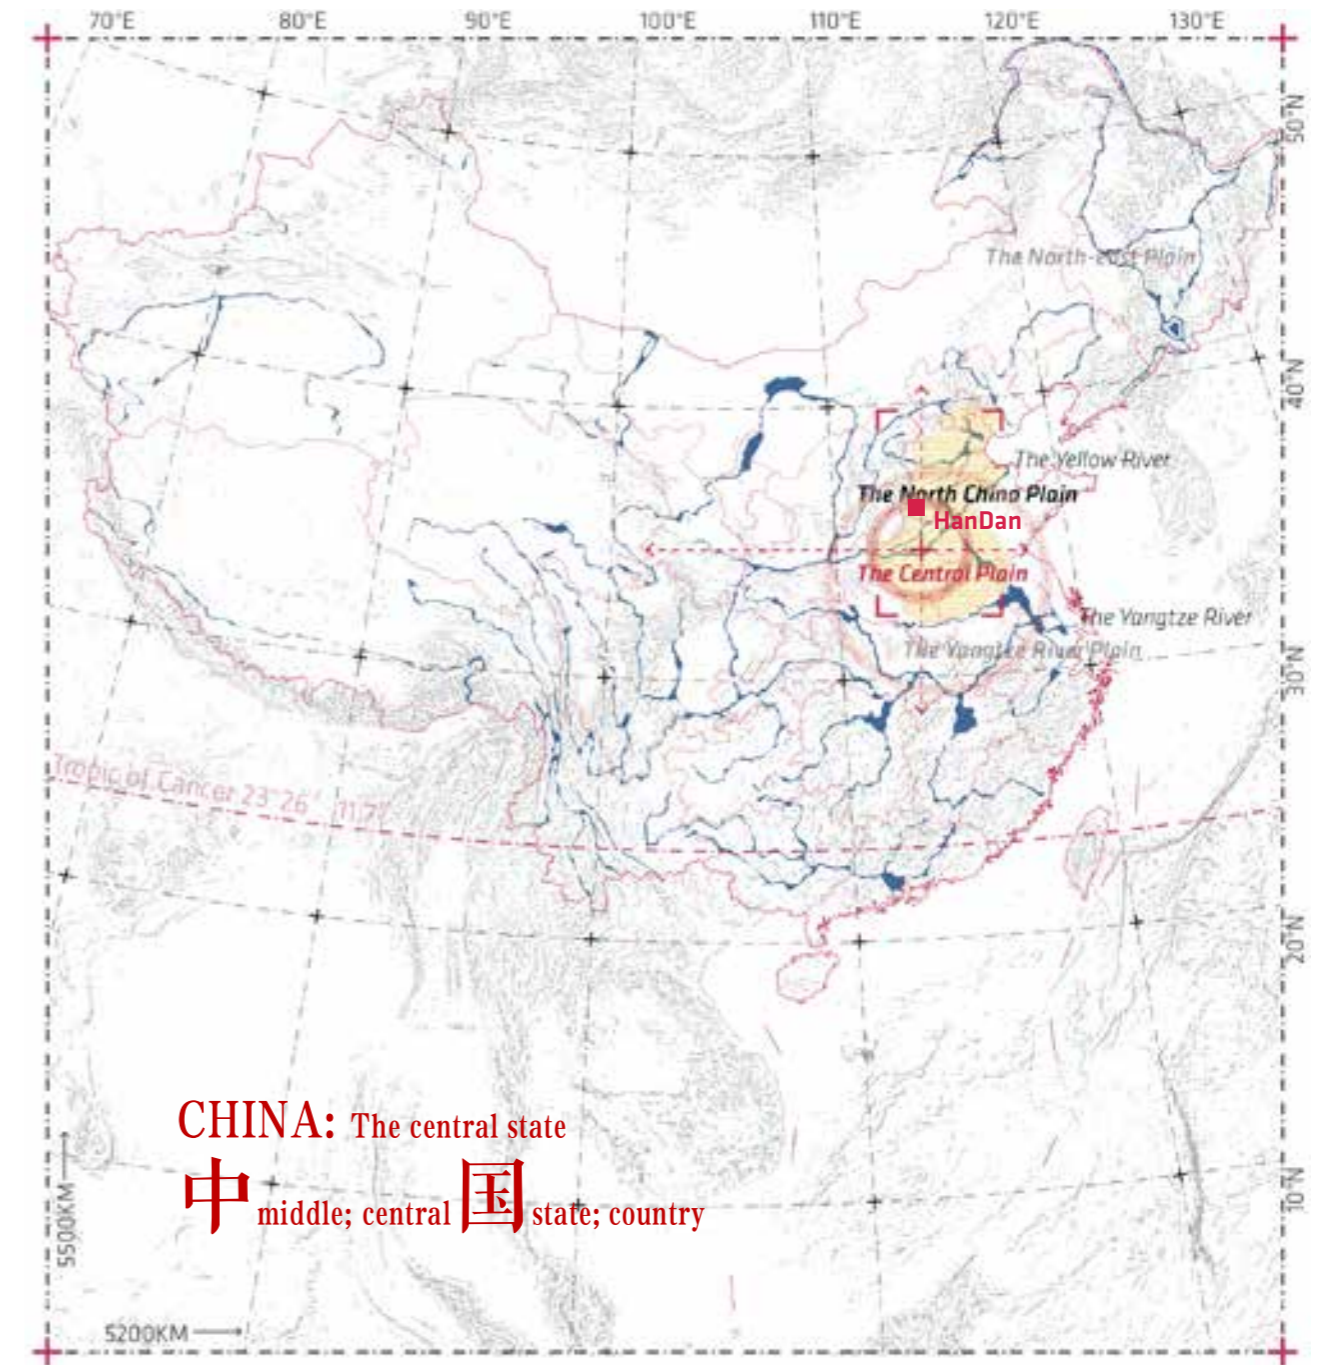 70°E 80°E 90°E 100°E 110°E 120°E 130°E
50°N
The North-east Plain
40°N
The Yellow River
The North China Plain
HanDan
The Central Plain
The Yangtze River
The Yangtze River Plain
30°N
Tropic of Cancer 23°26' 11.7"
20°N
CHINA: The central state
中 middle; central 国 state; country
10°N
5500KM
5200KM